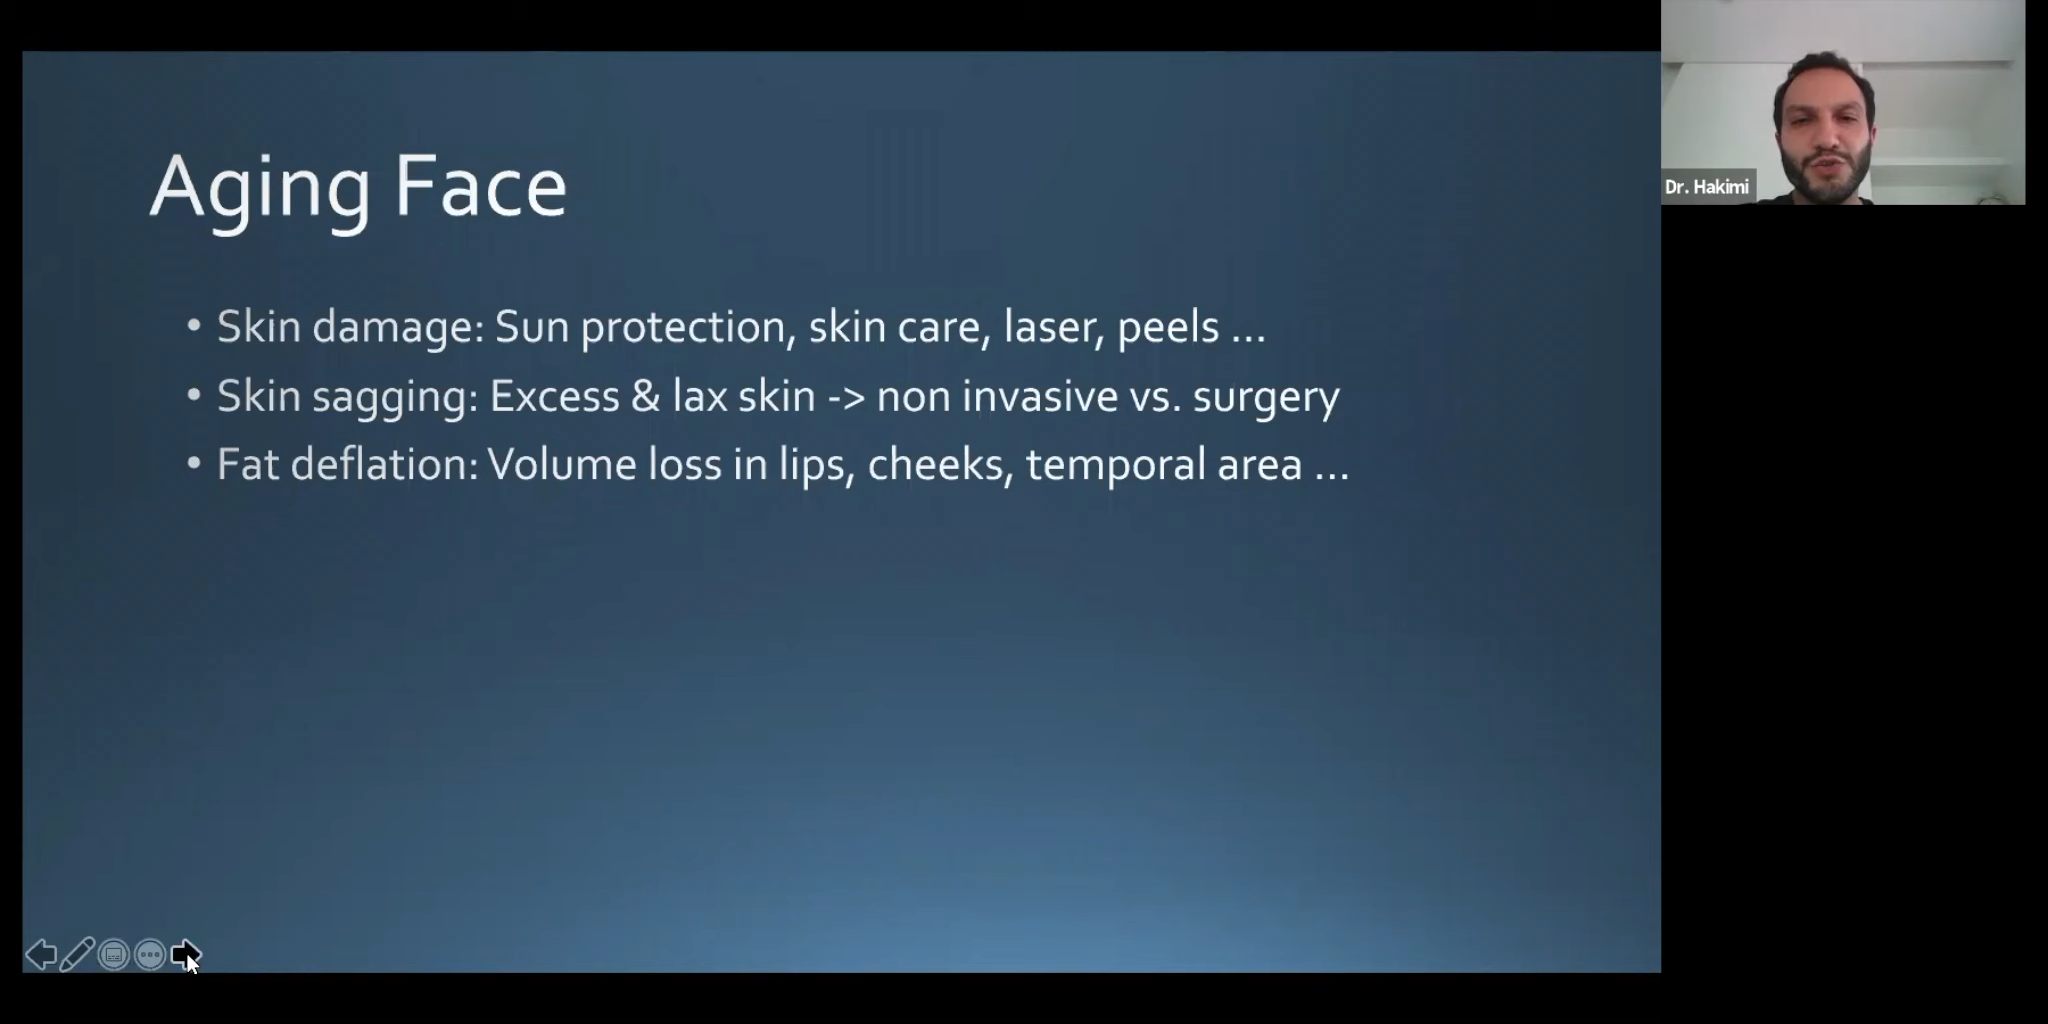 Aging Face
• Skin damage: Sun protection, skin care, laser, peels ...
• Skin sagging: Excess & lax skin -> non invasive vs. surgery
• Fat deflation: Volume loss in lips, cheeks, temporal area ...
Dr. Hakimi